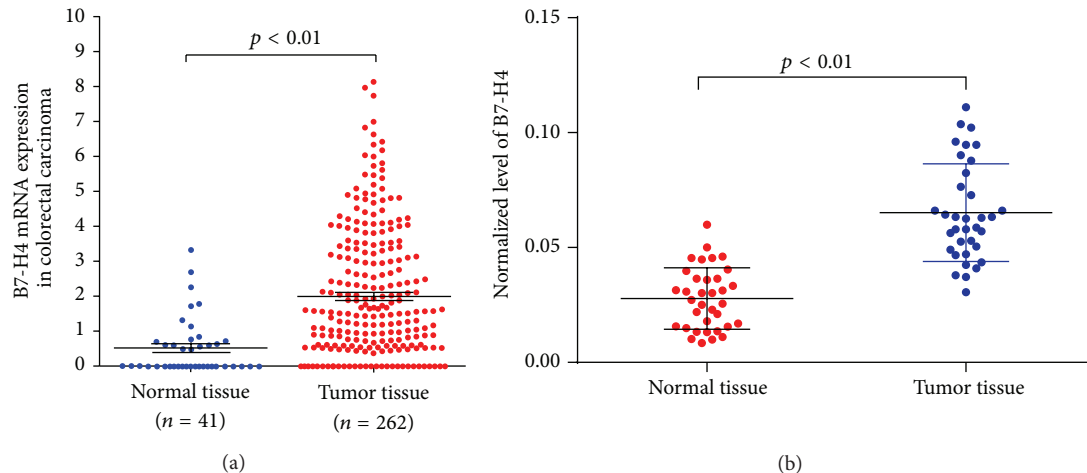 B7-H4 mRNA expression
in colorectal carcinoma
10
9
8
7
6
5
4
3
2
1
0
p < 0.01
Normal tissue
(n = 41)
Tumor tissue
(n = 262)
(a)
Normalized level of B7-H4
0.15
0.10
0.05
0.00
p < 0.01
Normal tissue
Tumor tissue
(b)